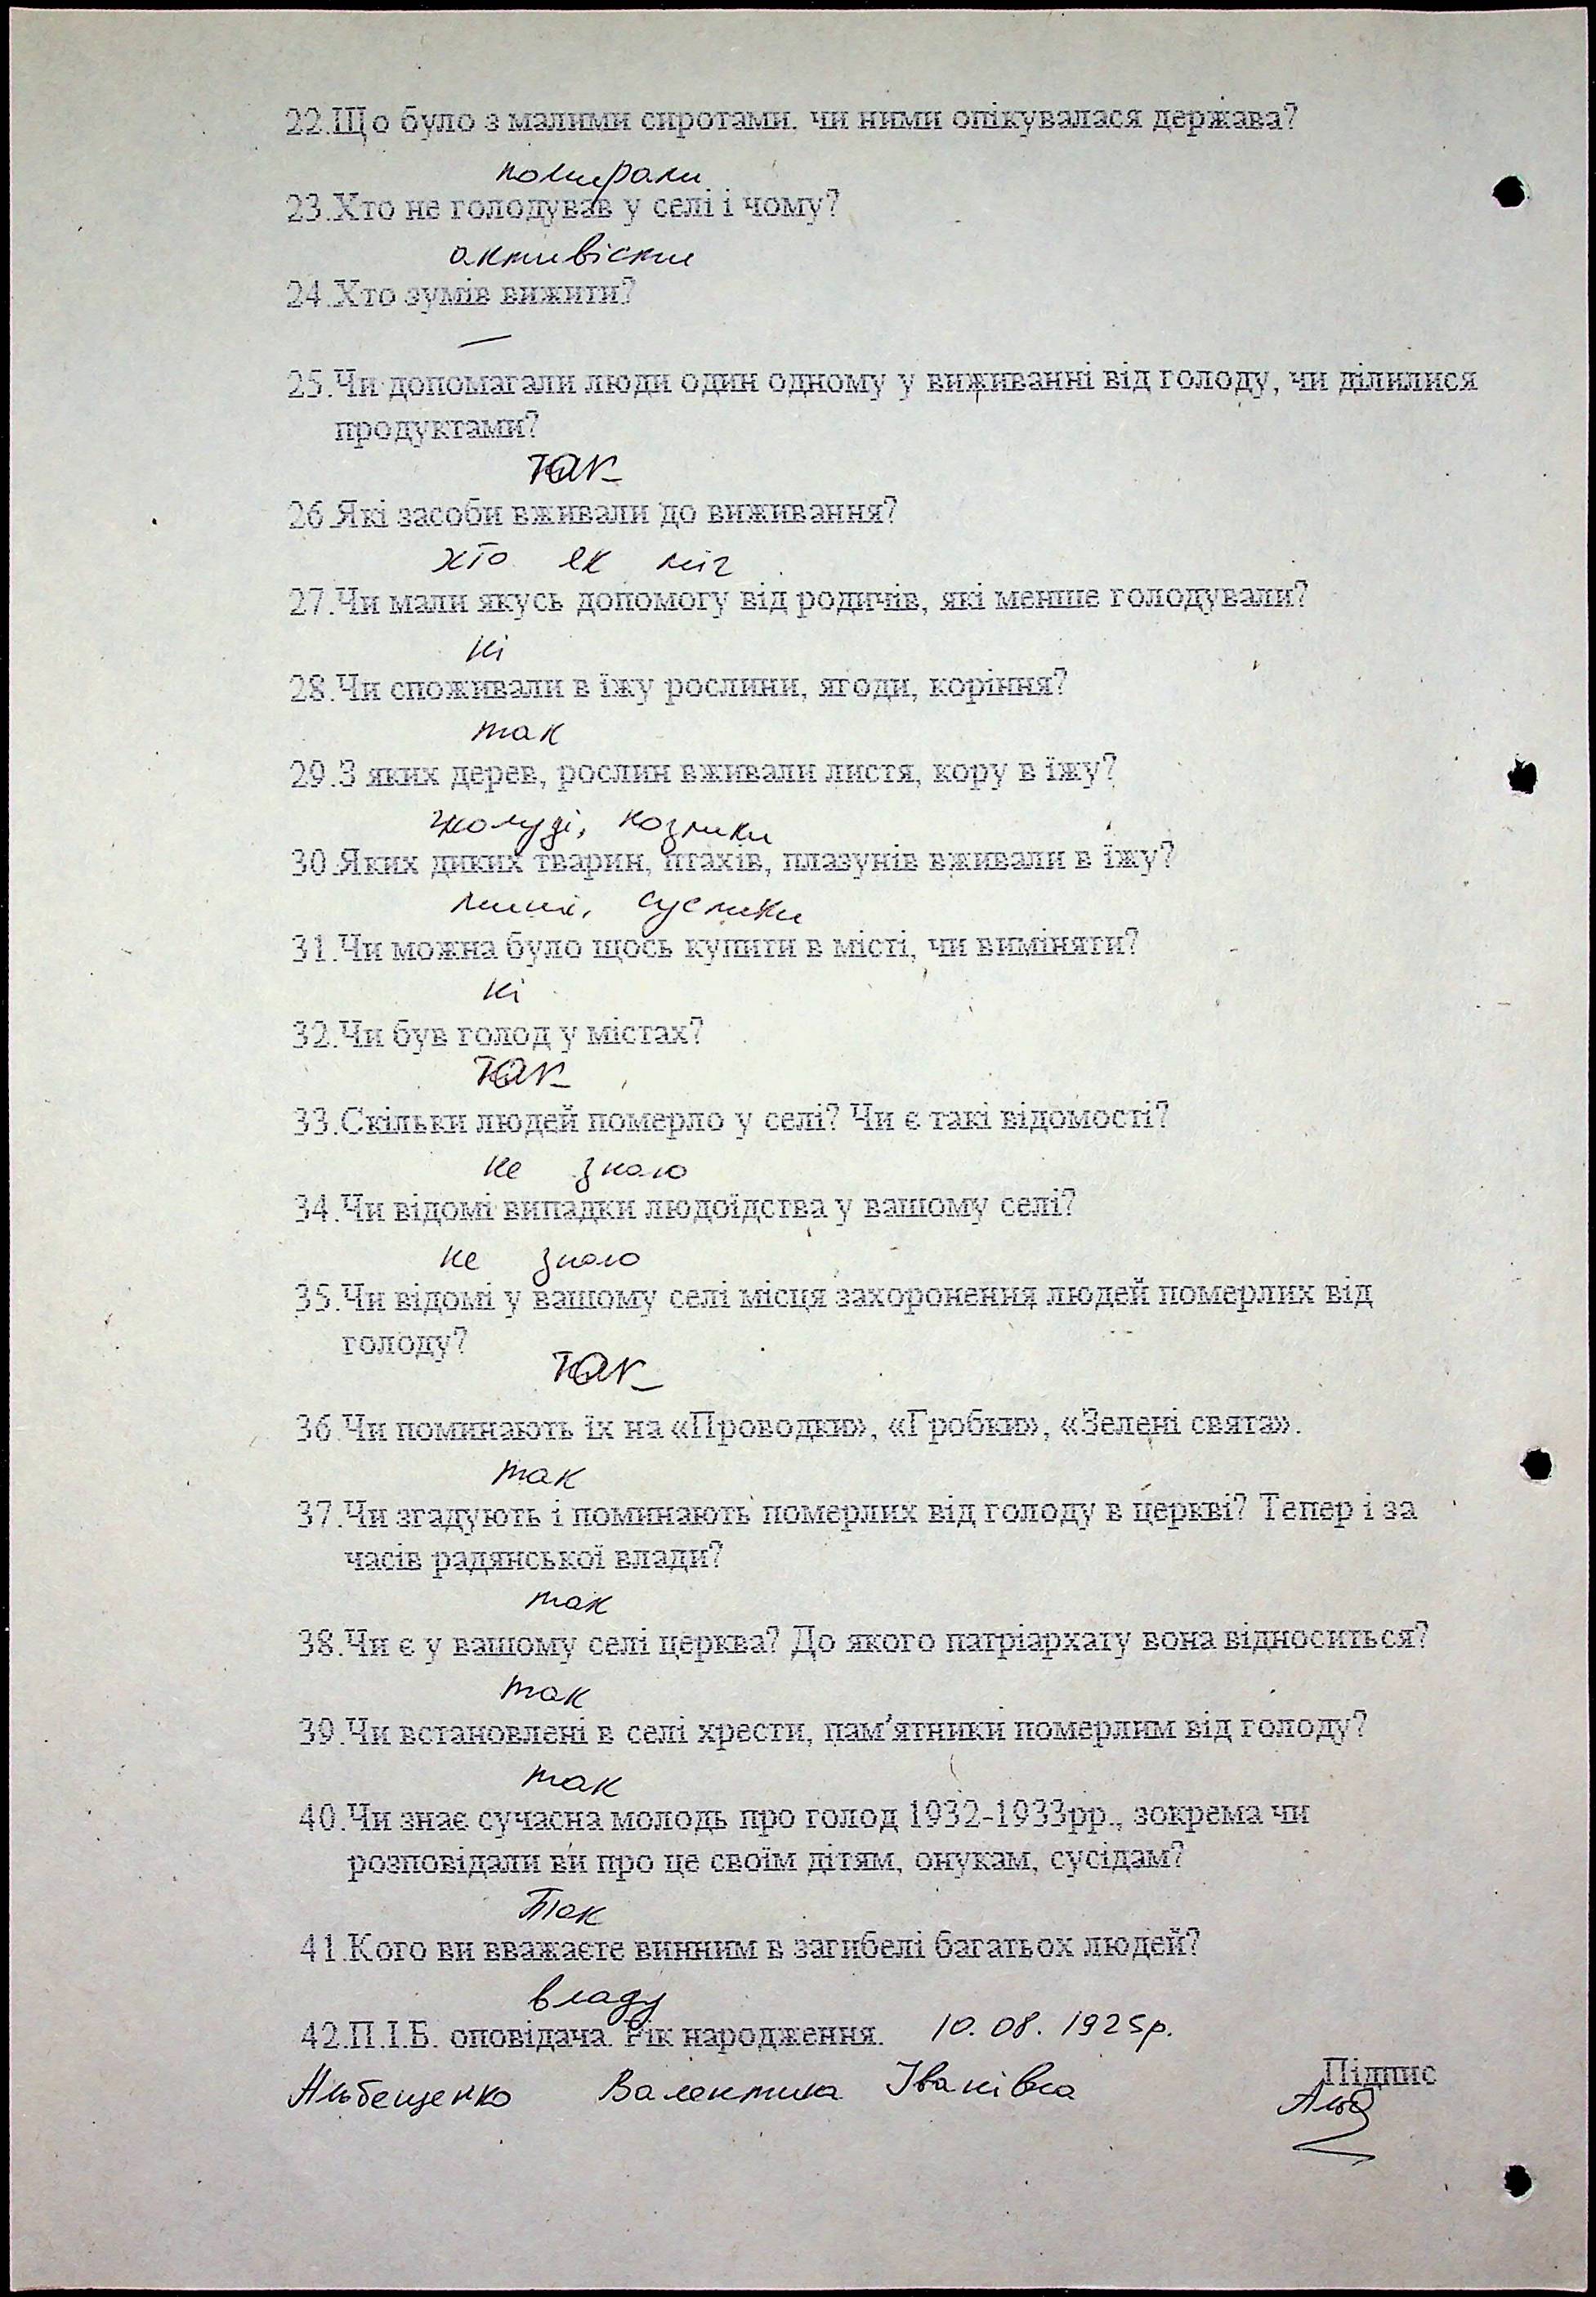 22.Що було з малими сиротами. чи ними опікувалася держава?
помирали
23.Хто не голодував у селі і чому?
активісти
24.Хто зумів вижити?
—
25.Чи допомагали люди один одному у виживанні від голоду, чи ділилися
продуктами?
так
26.Які засоби вживали до виживання?
хто як міг
27.Чи мали якусь допомогу від родичів, які менше голодували?
ні
28.Чи споживали в їжу рослини, ягоди, коріння?
так
29.З яких дерев, рослин вживали листя, кору в їжу?
жолуді, козлики
30.Яких диких тварин, птахів, плазунів вживали в їжу?
миші, суслики
31.Чи можна було щось купити в місті, чи виміняти?
ні
32.Чи був голод у містах?
так
33.Скільки людей померло у селі? Чи є такі відомості?
не знаю
34.Чи відомі випадки людоїдства у вашому селі?
не знаю
35.Чи відомі у вашому селі місця захоронення людей померлих від
голоду?
так
36.Чи поминають їх на «Проводки», «Гробки», «Зелені свята».
так
37.Чи згадують і поминають померлих від голоду в церкві? Тепер і за
часів радянської влади?
так
38.Чи є у вашому селі церква? До якого патріархату вона відноситься?
так
39.Чи встановлені в селі хрести, пам'ятники померлим від голоду?
так
40.Чи знає сучасна молодь про голод 1932-1933рр., зокрема чи
розповідали ви про це своїм дітям, онукам, сусідам?
Так
41.Кого ви вважаєте винним в загибелі багатьох людей?
владу
42.П.І.Б. оповідача. Рік народження. 10.08.1925р.
Підпис
Альбещенко Валентина Іванівна